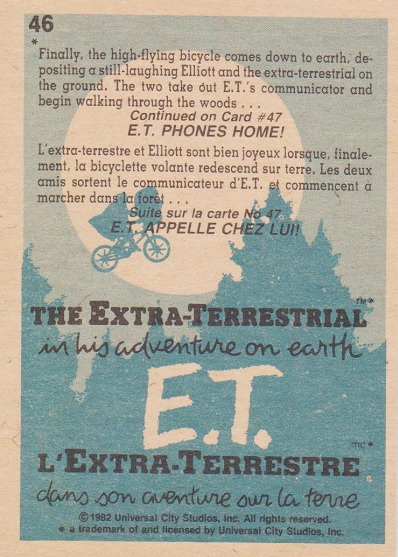 46
*
Finally, the high-flying bicycle comes down to earth, de-
positing a still-laughing Elliott and the extra-terrestrial on
the ground. The two take out E.T.'s communicator and
begin walking through the woods . . .
Continued on Card #47
E.T. PHONES HOME!
L'extra-terrestre et Elliott sont bien joyeux lorsque, finale-
ment, la bicyclette volante redescend sur terre. Les deux
amis sortent le communicateur d'E.T. et commencent à
marcher dans la forêt . . .
Suite sur la carte No 47
E.T. APPELLE CHEZ LUI!
THE EXTRA-TERRESTRIAL ™*
in his adventure on earth
E.T.
mc*
L'EXTRA-TERRESTRE
dans son aventure sur la terre
©1982 Universal City Studios, Inc. All rights reserved.
* a trademark of and licensed by Universal City Studios, Inc.